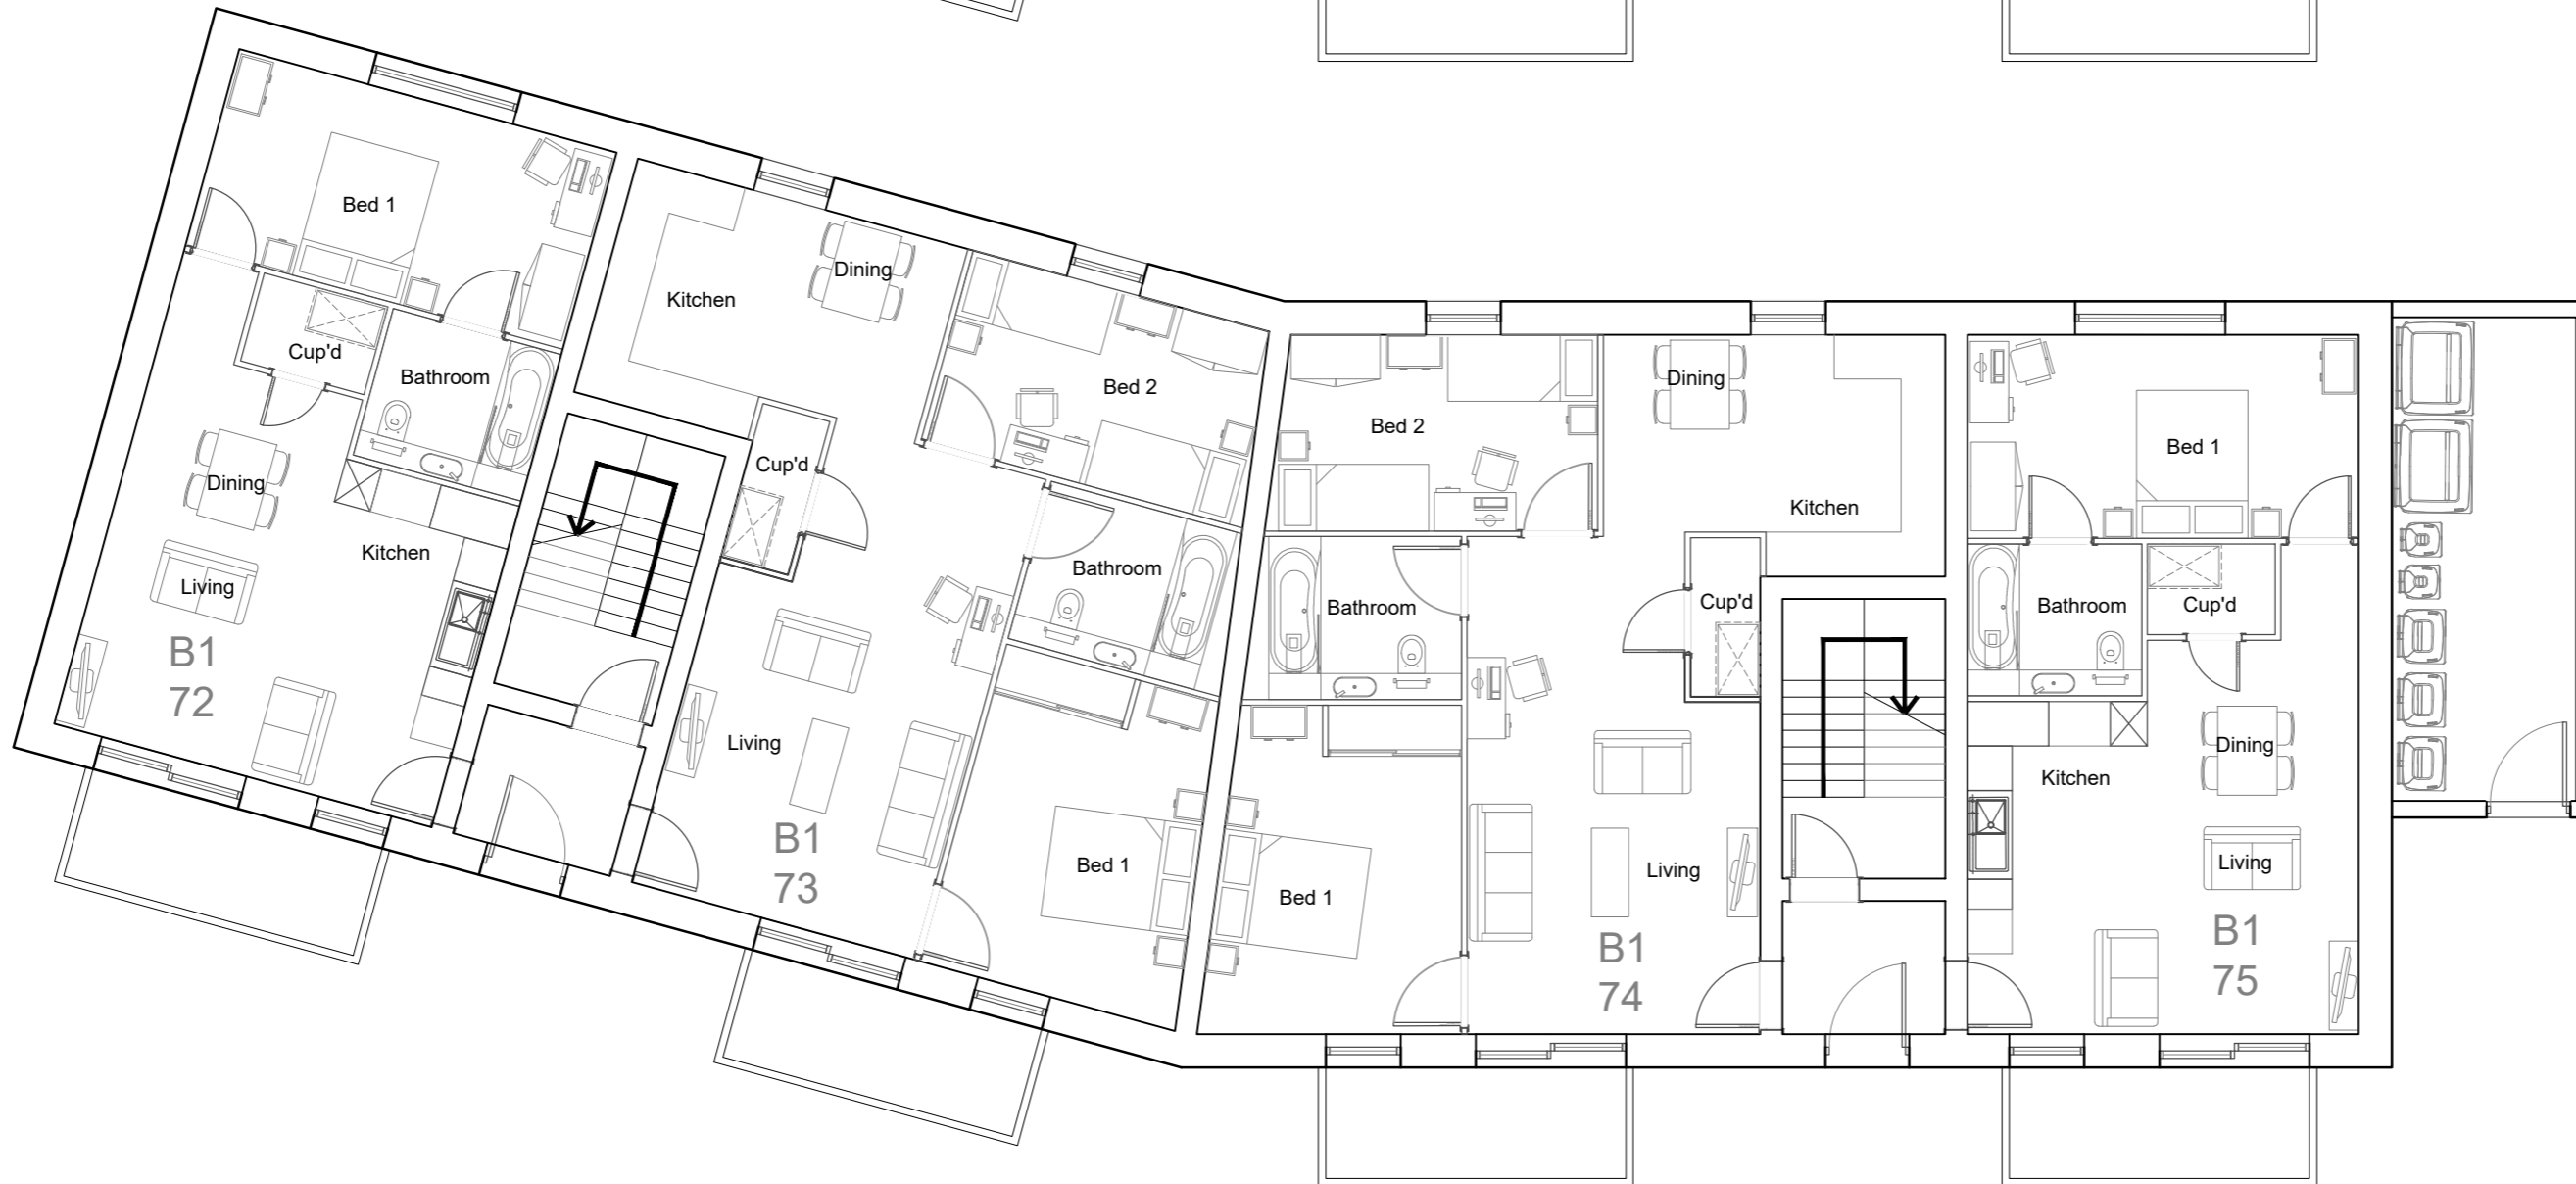 Bed 1
Cup'd
Bathroom
Dining
Kitchen
Living
B1
72
Kitchen
Dining
Bed 2
Cup'd
Bathroom
Living
B1
73
Bed 1
Bed 2
Dining
Kitchen
Bathroom
Cup'd
Bed 1
Living
B1
74
Bed 1
Bathroom
Cup'd
Kitchen
Dining
Living
B1
75